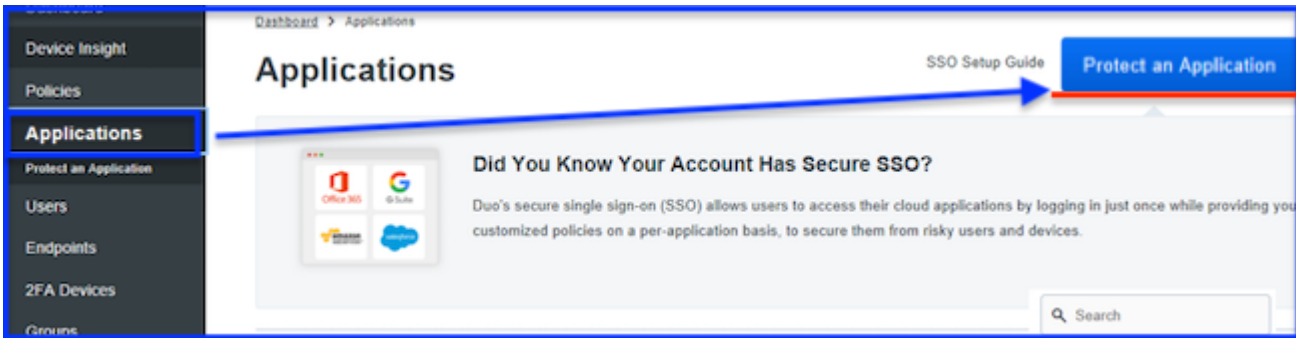 Dashboard
Device Insight
Policies
Applications
Protect an Application
Users
Endpoints
2FA Devices
Groups
Dashboard > Applications
Applications
SSO Setup Guide
Protect an Application
Office 365
G Suite
amazon
salesforce
Did You Know Your Account Has Secure SSO?
Duo's secure single sign-on (SSO) allows users to access their cloud applications by logging in just once while providing you
customized policies on a per-application basis, to secure them from risky users and devices.
Search